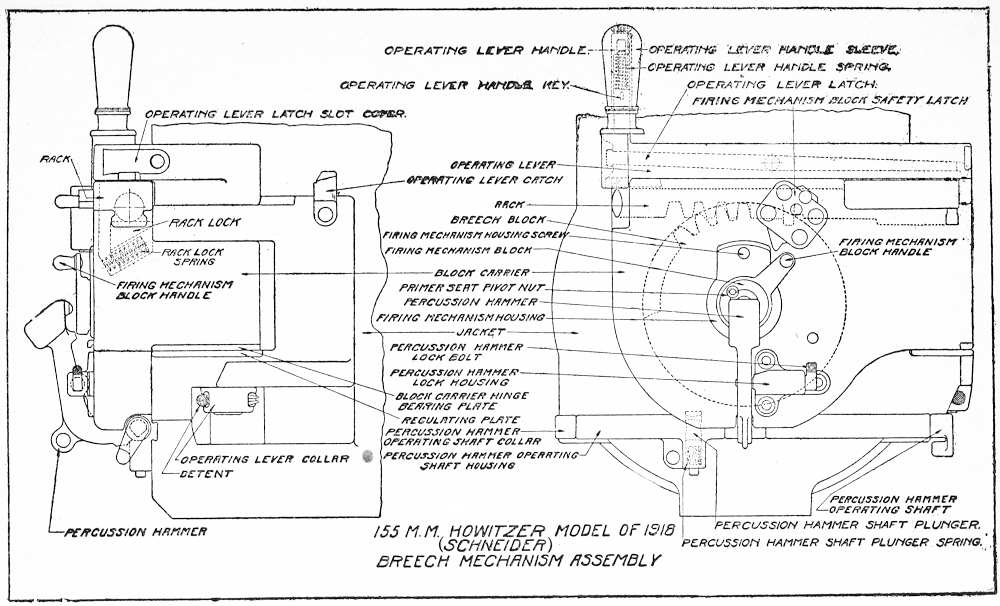 OPERATING LEVER HANDLE.
OPERATING LEVER HANDLE SLEEVE.
OPERATING LEVER HANDLE SPRING.
OPERATING LEVER HANDLE KEY.
OPERATING LEVER LATCH.
FIRING MECHANISM BLOCK SAFETY LATCH
OPERATING LEVER LATCH SLOT COVER.
RACK
OPERATING LEVER
OPERATING LEVER CATCH
RACK
RACK LOCK
BREECH BLOCK
FIRING MECHANISM HOUSING SCREW
FIRING MECHANISM
BLOCK HANDLE
RACK LOCK
SPRING
FIRING MECHANISM BLOCK
BLOCK CARRIER
FIRING MECHANISM
BLOCK HANDLE
PRIMER SEAT PIVOT NUT
PERCUSSION HAMMER
FIRING MECHANISM HOUSING
JACKET
PERCUSSION HAMMER
LOCK BOLT
PERCUSSION HAMMER
LOCK HOUSING
BLOCK CARRIER HINGE
BEARING PLATE
REGULATING PLATE
PERCUSSION HAMMER
OPERATING SHAFT COLLAR
OPERATING LEVER COLLAR
PERCUSSION HAMMER OPERATING
SHAFT HOUSING
DETENT
PERCUSSION HAMMER
OPERATING SHAFT
PERCUSSION HAMMER
PERCUSSION HAMMER SHAFT PLUNGER.
PERCUSSION HAMMER SHAFT PLUNGER SPRING.
155 M.M. HOWITZER MODEL OF 1918
(SCHNEIDER)
BREECH MECHANISM ASSEMBLY